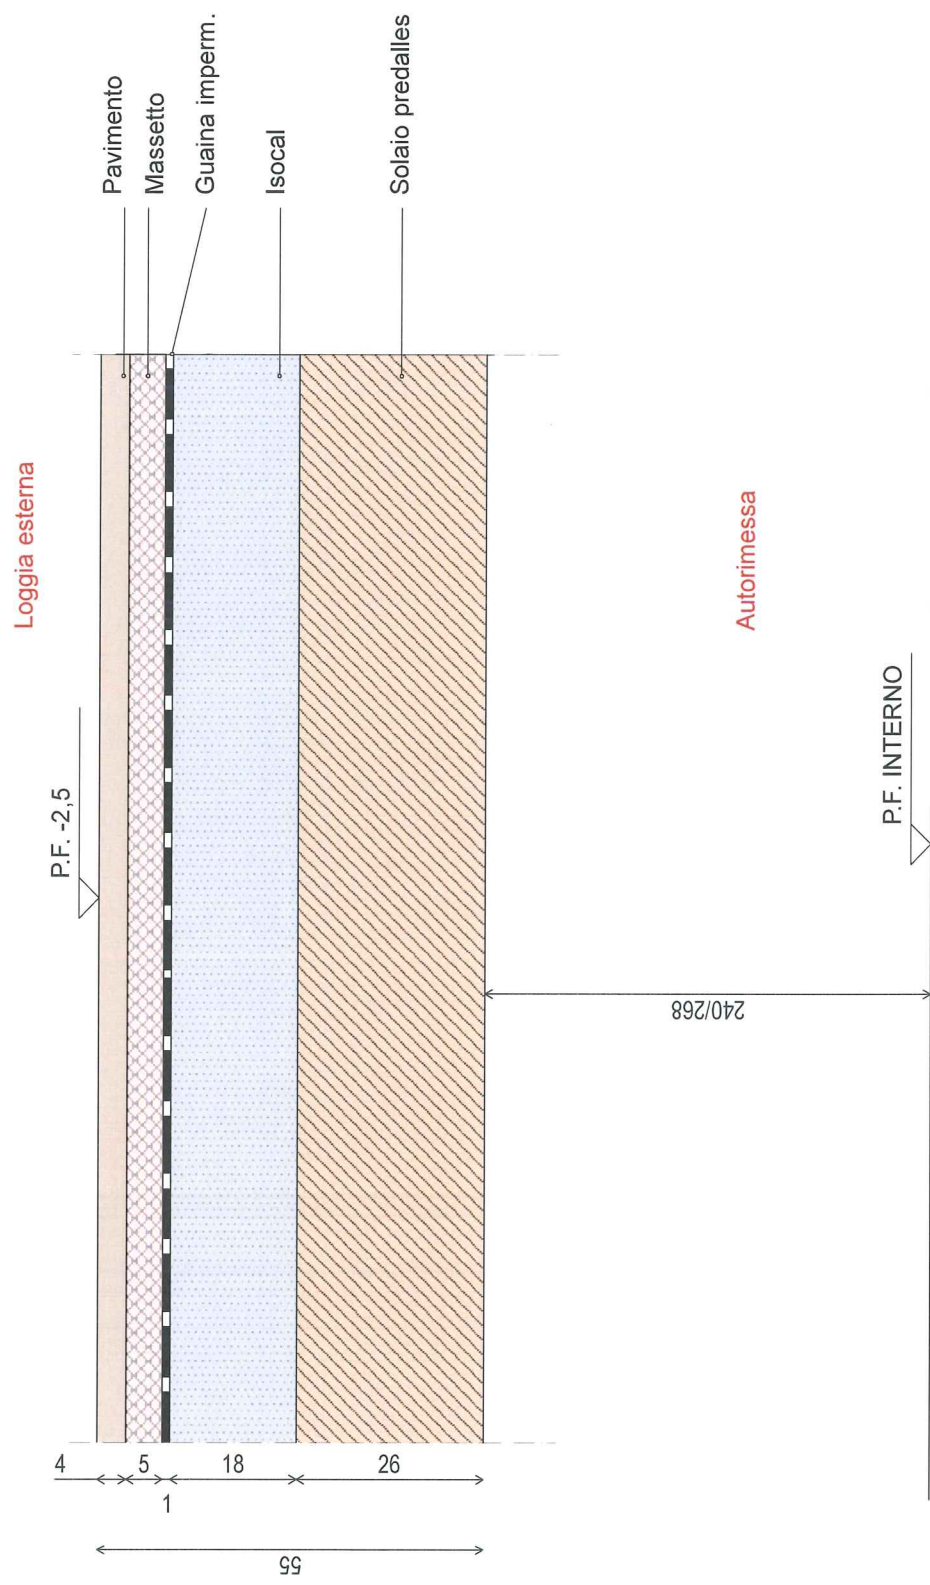 Loggia esterna
P.F. -2,5
Pavimento
Massetto
Guaina imperm.
Isocal
Solaio predalles
4
5
1
18
26
55
240/268
Autorimessa
P.F. INTERNO